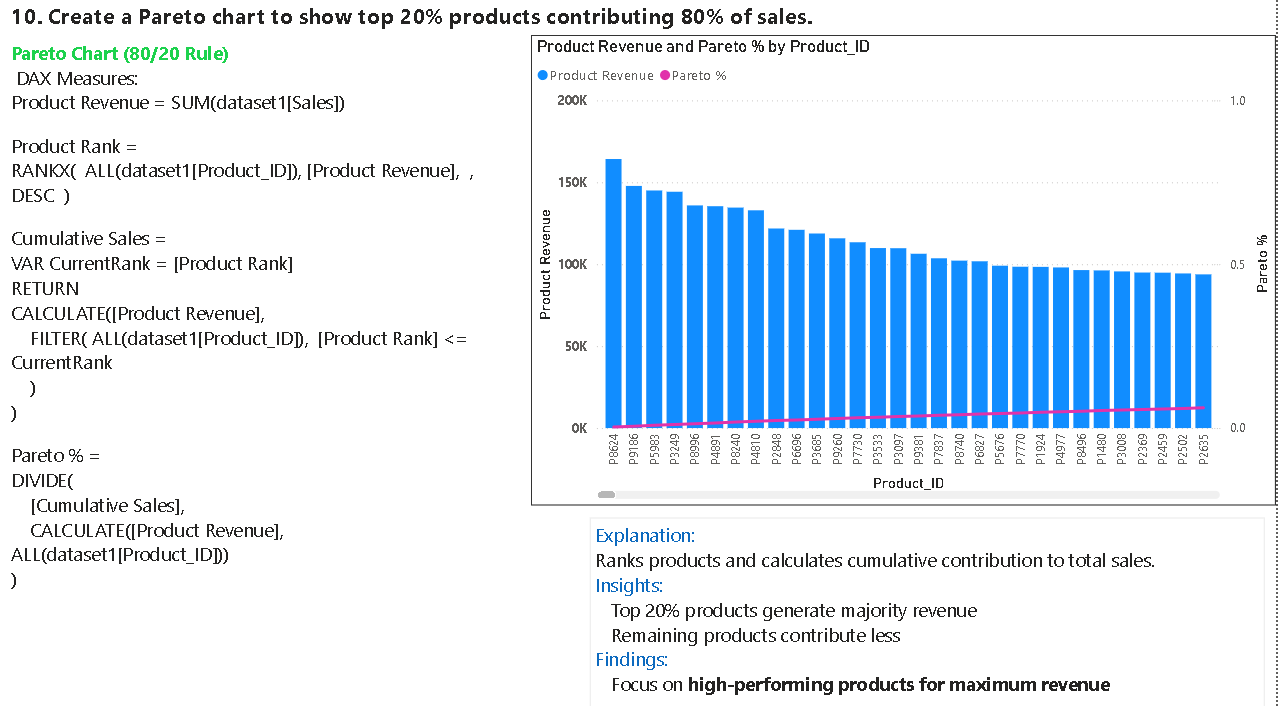 10. Create a Pareto chart to show top 20% products contributing 80% of sales.
Pareto Chart (80/20 Rule)
DAX Measures:
Product Revenue = SUM(dataset1[Sales])
Product Rank =
RANKX(  ALL(dataset1[Product_ID]), [Product Revenue],  ,
DESC  )
Cumulative Sales =
VAR CurrentRank = [Product Rank]
RETURN
CALCULATE([Product Revenue],
FILTER( ALL(dataset1[Product_ID]),  [Product Rank] <=
CurrentRank
)
)
Pareto % =
DIVIDE(
[Cumulative Sales],
CALCULATE([Product Revenue],
ALL(dataset1[Product_ID]))
)
Product Revenue and Pareto % by Product_ID
Product Revenue Pareto %
200K
150K
100K
50K
0K
Product Revenue
1.0
0.5
0.0
Pareto %
P8624
P9186
P5983
P3249
P8896
P4891
P8240
P4810
P2848
P6696
P3685
P9260
P7730
P3533
P3097
P9381
P7837
P8740
P6827
P5676
P7770
P1924
P4977
P8496
P1480
P3008
P2369
P2459
P2502
P2635
Product_ID
Explanation:
Ranks products and calculates cumulative contribution to total sales.
Insights:
Top 20% products generate majority revenue
Remaining products contribute less
Findings:
Focus on high-performing products for maximum revenue